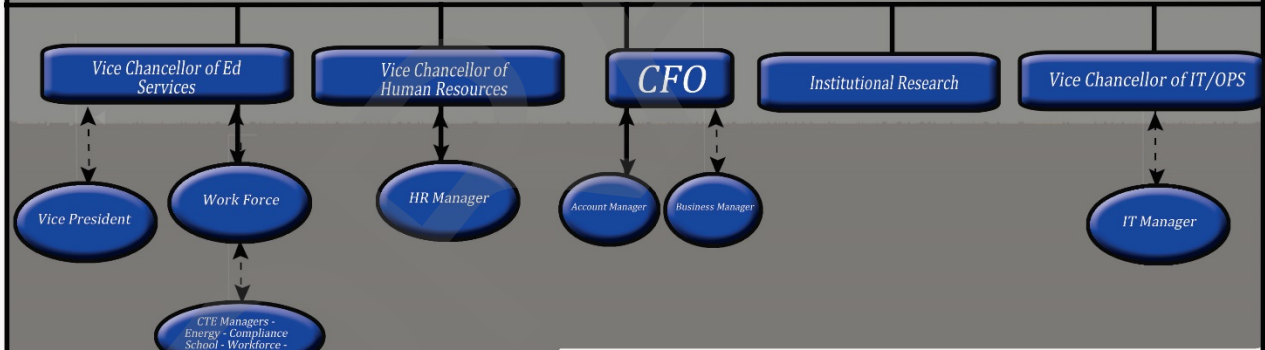 Vice Chancellor of Ed
Services
Vice Chancellor of
Human Resources
CFO
Institutional Research
Vice Chancellor of IT/OPS
Vice President
Work Force
HR Manager
Account Manager
Business Manager
IT Manager
CTE Managers -
Energy - Compliance
School - Workforce -